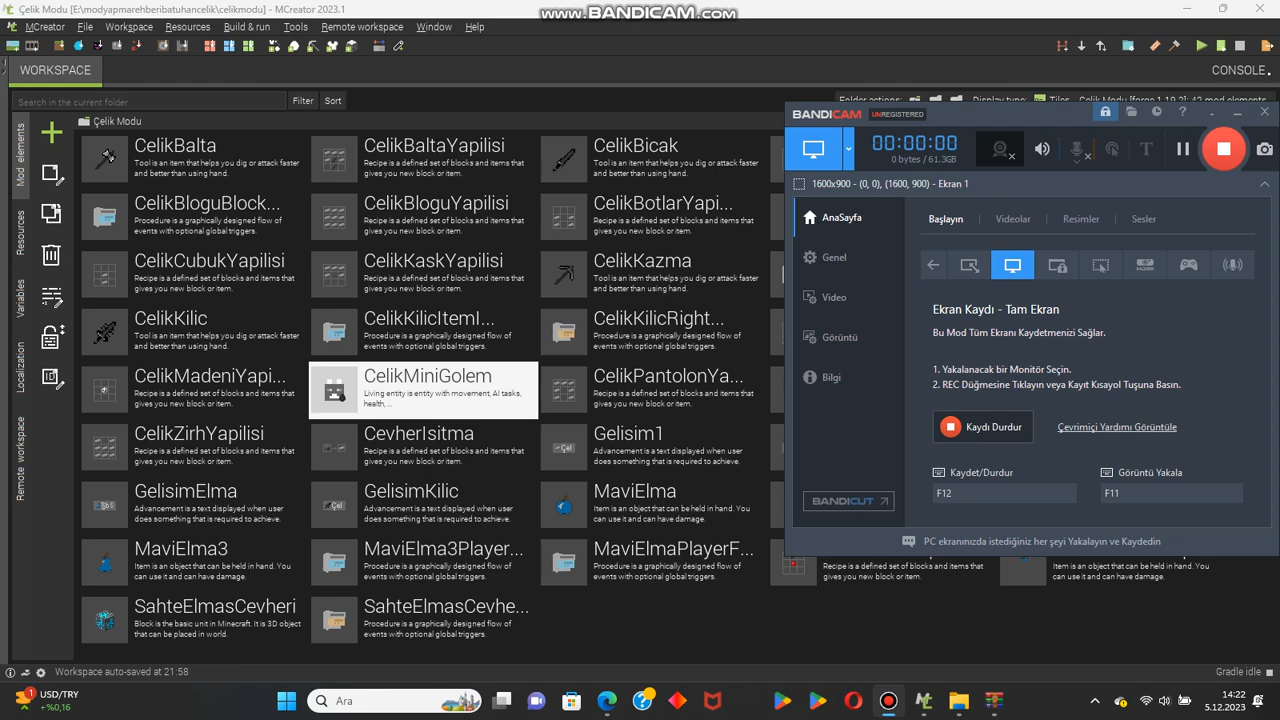 Çelik Modu [E:\modyapmarehberibatuhancelik\celikmodu] - MCreator 2023.1
www.BANDICAM.com
MCreator File Workspace Resources Build & run Tools Remote workspace Window Help
WORKSPACE
CONSOLE
Search in the current folder
Filter
Sort
Folder actions:
Display type:
Tiles
Çelik Modu (forge 1.19.2): 42 mod elements
Çelik Modu
Mod elements
Resources
Variables
Localization
Remote workspace
CelikBalta
Tool is an item that helps you dig or attack faster
and better than using hand.
CelikBaltaYapilisi
Recipe is a defined set of blocks and items that
gives you new block or item.
CelikBicak
Tool is an item that helps you dig or attack faster
and better than using hand.
CelikBloguBlock...
Procedure is a graphically designed flow of
events with optional global triggers.
CelikBloguYapilisi
Recipe is a defined set of blocks and items that
gives you new block or item.
CelikBotlarYapi...
Recipe is a defined set of blocks and items that
gives you new block or item.
CelikCubukYapilisi
Recipe is a defined set of blocks and items that
gives you new block or item.
CelikKaskYapilisi
Recipe is a defined set of blocks and items that
gives you new block or item.
CelikKazma
Tool is an item that helps you dig or attack faster
and better than using hand.
CelikKilic
Tool is an item that helps you dig or attack faster
and better than using hand.
CelikKilicItemI...
Procedure is a graphically designed flow of
events with optional global triggers.
CelikKilicRight...
Procedure is a graphically designed flow of
events with optional global triggers.
CelikMadeniYapi...
Recipe is a defined set of blocks and items that
gives you new block or item.
CelikMiniGolem
Living entity is entity with movement, AI tasks,
health, ...
CelikPantolonYa...
Recipe is a defined set of blocks and items that
gives you new block or item.
CelikZirhYapilisi
Recipe is a defined set of blocks and items that
gives you new block or item.
CevherIsitma
Recipe is a defined set of blocks and items that
gives you new block or item.
Gelisim1
Advancement is a text displayed when user
does something that is required to achieve.
GelisimElma
Advancement is a text displayed when user
does something that is required to achieve.
GelisimKilic
Advancement is a text displayed when user
does something that is required to achieve.
MaviElma
Item is an object that can be held in hand. You
can use it and can have damage.
MaviElma3
Item is an object that can be held in hand. You
can use it and can have damage.
MaviElma3Player...
Procedure is a graphically designed flow of
events with optional global triggers.
MaviElmaPlayerF...
Procedure is a graphically designed flow of
events with optional global triggers.
Recipe is a defined set of blocks and items that
gives you new block or item.
Item is an object that can be held in hand. You
can use it and can have damage.
SahteElmasCevheri
Block is the basic unit in Minecraft. It is 3D object
that can be placed in world.
SahteElmasCevhe...
Procedure is a graphically designed flow of
events with optional global triggers.
BANDICAM UNREGISTERED
00:00:00
0 bytes / 61.3GB
1600x900 - (0, 0), (1600, 900) - Ekran 1
AnaSayfa
Genel
Video
Görüntü
Bilgi
BANDICUT
Başlayın Videolar Resimler Sesler
Ekran Kaydı - Tam Ekran
Bu Mod Tüm Ekranı Kaydetmenizi Sağlar.
1. Yakalanacak bir Monitör Seçin.
2. REC Düğmesine Tıklayın veya Kayıt Kısayol Tuşuna Basın.
Kaydı Durdur
Çevrimiçi Yardımı Görüntüle
Kaydet/Durdur
F12
Görüntü Yakala
F11
PC ekranınızda istediğiniz her şeyi Yakalayın ve Kaydedin
Workspace auto-saved at 21:58
Gradle idle
1
USD/TRY
+%0,16
Ara
14:22
5.12.2023